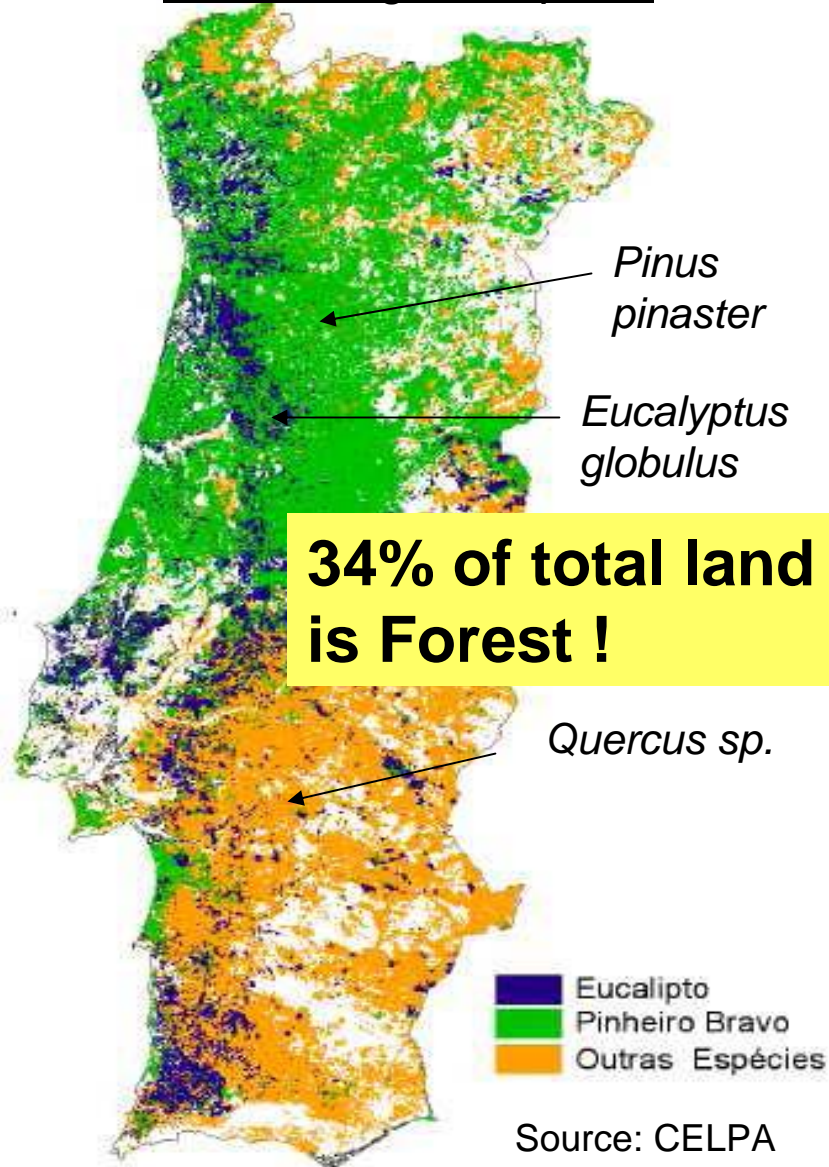 Pinus
pinaster
Eucalyptus
globulus
34% of total land
is Forest !
Quercus sp.
Eucalipto
Pinheiro Bravo
Outras Espécies
Source: CELPA